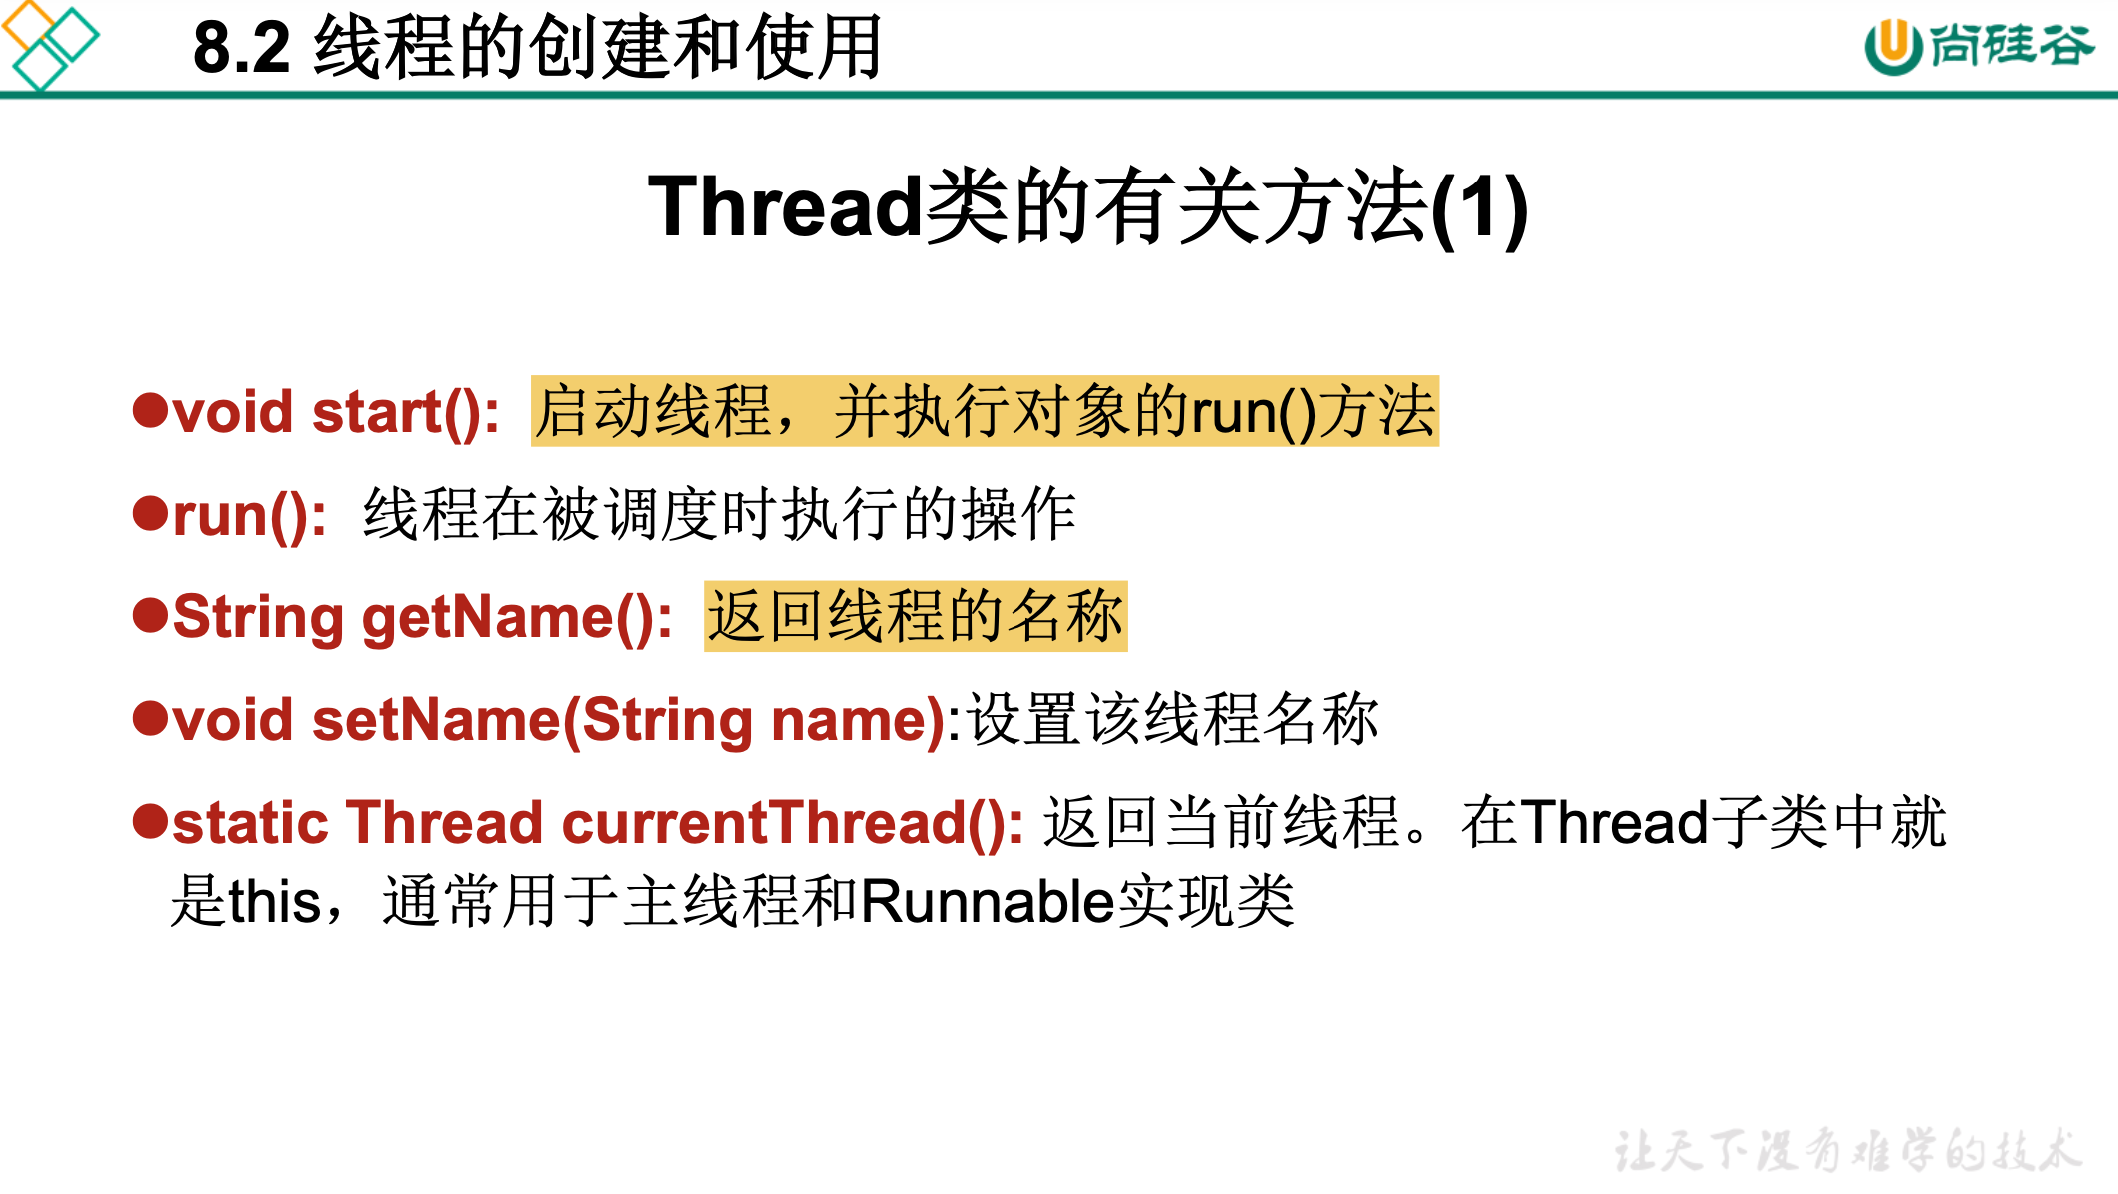 8.2 线程的创建和使用
尚硅谷
Thread类的有关方法(1)
●void start(): 启动线程，并执行对象的run()方法
●run(): 线程在被调度时执行的操作
●String getName(): 返回线程的名称
●void setName(String name):设置该线程名称
●static Thread currentThread(): 返回当前线程。在Thread子类中就
是this，通常用于主线程和Runnable实现类
让天下没有难学的技术